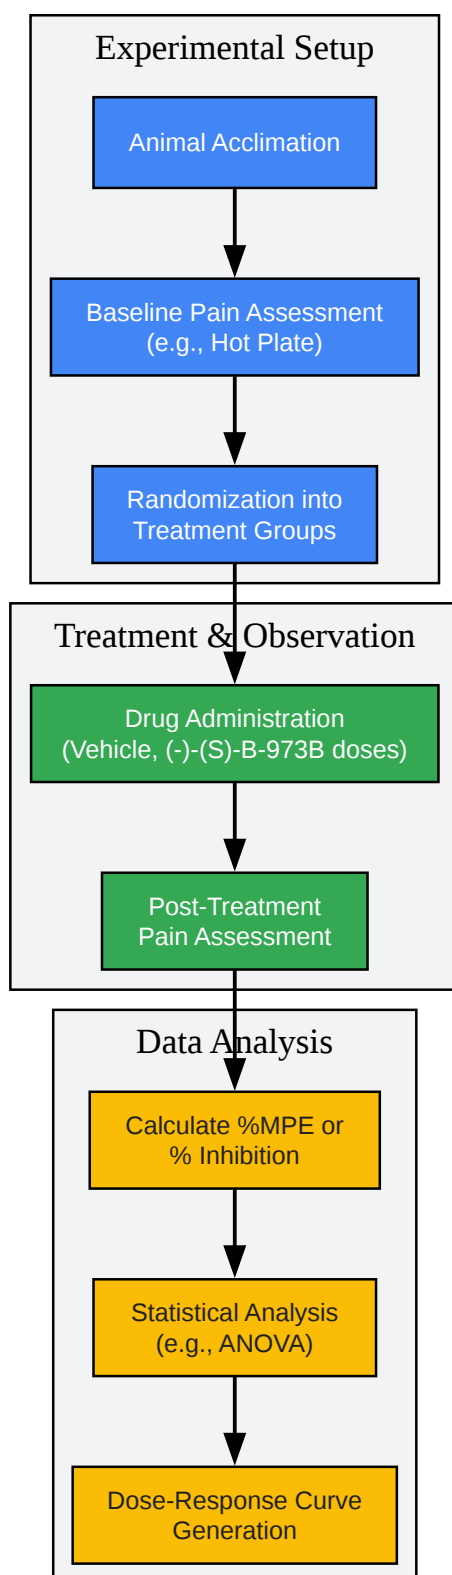 Experimental Setup
Animal Acclimation
Baseline Pain Assessment
(e.g., Hot Plate)
Randomization into
Treatment Groups
Treatment & Observation
Drug Administration
(Vehicle, (-)-(S)-B-973B doses)
Post-Treatment
Pain Assessment
Data Analysis
Calculate %MPE or
% Inhibition
Statistical Analysis
(e.g., ANOVA)
Dose-Response Curve
Generation